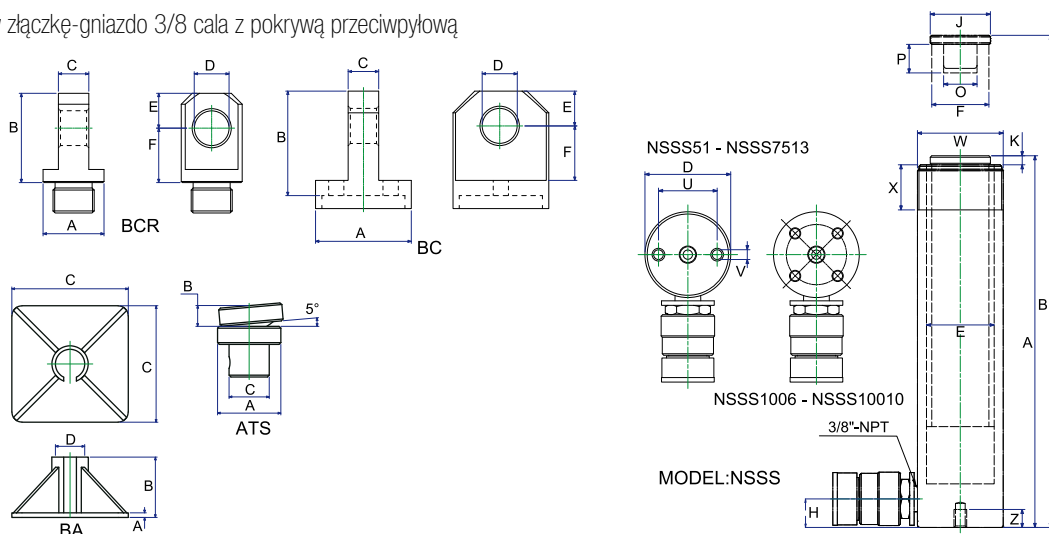 złączkę-gniazdo 3/8 cala z pokrywą przeciwpyłową
C
D
C
D
B
E
F
A
BCR
B
E
F
A
BC
J
P
O
F
W
K
X
NSSS51 - NSSS7513
D
U
V
E
A
B
NSSS1006 - NSSS10010
3/8"-NPT
MODEL:NSSS
H
Z
C
C
B
5°
C
A
ATS
D
B
A
BA